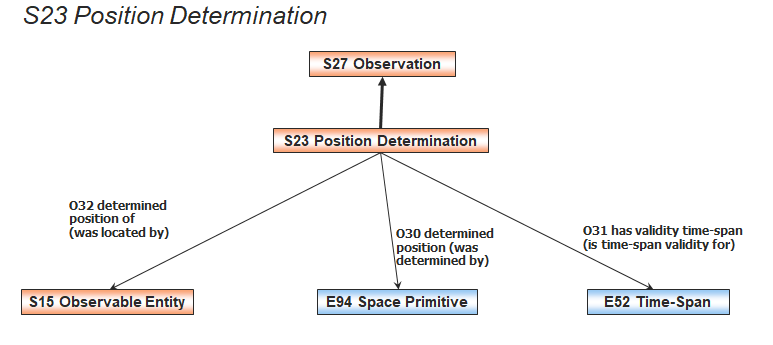 S23 Position Determination
S27 Observation
S23 Position Determination
O32 determined
position of
(was located by)
O30 determined
position (was
determined by)
O31 has validity time-span
(is time-span validity for)
S15 Observable Entity
E94 Space Primitive
E52 Time-Span